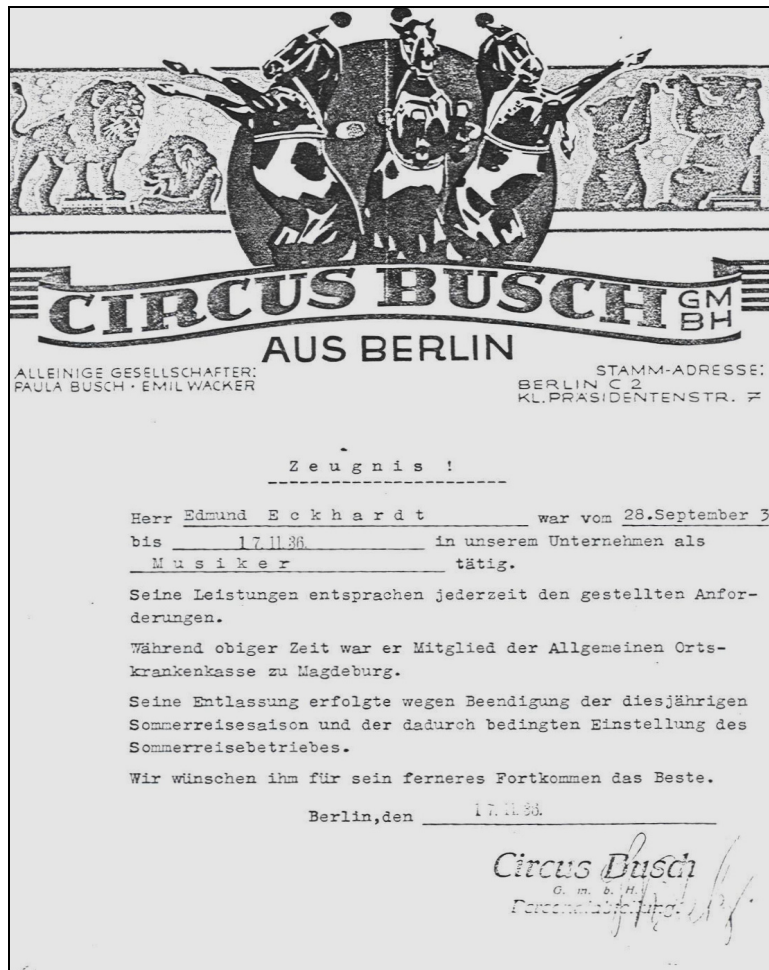 CIRCUS BUSCH GMBH
AUS BERLIN
ALLEINIGE GESELLSCHAFTER:
PAULA BUSCH · EMIL WACKER
STAMM-ADRESSE:
BERLIN C 2
KL. PRÄSIDENTENSTR. 7
Zeugnis !
Herr Edmund Eckhardt war vom 28.September 3
bis 17.11.36. in unserem Unternehmen als
Musiker tätig.
Seine Leistungen entsprachen jederzeit den gestellten Anfor-
derungen.
Während obiger Zeit war er Mitglied der Allgemeinen Orts-
krankenkasse zu Magdeburg.
Seine Entlassung erfolgte wegen Beendigung der diesjährigen
Sommerreisesaison und der dadurch bedingten Einstellung des
Sommerreisebetriebes.
Wir wünschen ihm für sein ferneres Fortkommen das Beste.
Berlin,den 17.11.36.
Circus Busch
G. m. b. H.
Personalabteilung.